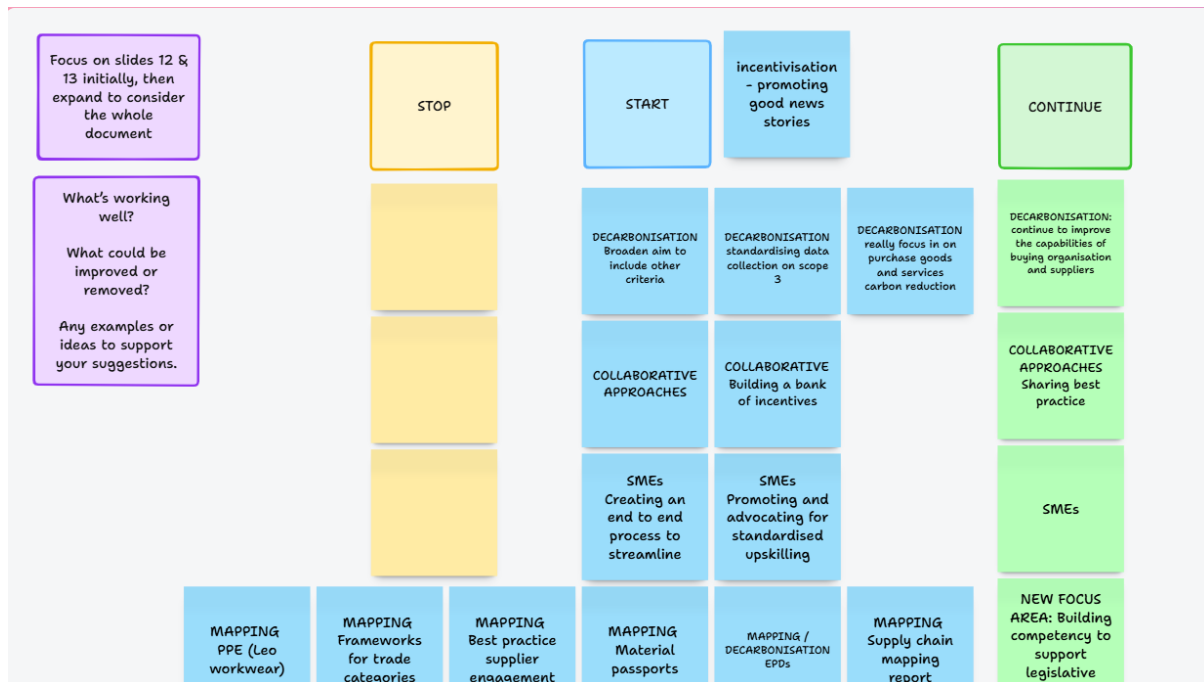 Focus on slides 12 &
13 initially, then
expand to consider
the whole
document
What's working
well?
What could be
improved or
removed?
Any examples or
ideas to support
your suggestions.
STOP
START
incentivisation
- promoting
good news
stories
CONTINUE
DECARBONISATION
Broaden aim to
include other
criteria
DECARBONISATION
standardising data
collection on scope
3
DECARBONISATION
really focus in on
purchase goods
and services
carbon reduction
DECARBONISATION:
continue to improve
the capabilities of
buying organisation
and suppliers
COLLABORATIVE
APPROACHES
COLLABORATIVE
Building a bank
of incentives
COLLABORATIVE
APPROACHES
Sharing best
practice
SMEs
Creating an
end to end
process to
streamline
SMEs
Promoting and
advocating for
standardised
upskilling
SMEs
MAPPING
PPE (Leo
workwear)
MAPPING
Frameworks
for trade
categories
MAPPING
Best practice
supplier
engagement
MAPPING
Material
passports
MAPPING /
DECARBONISATION
EPDs
MAPPING
Supply chain
mapping
report
NEW FOCUS
AREA: Building
competency to
support
legislative